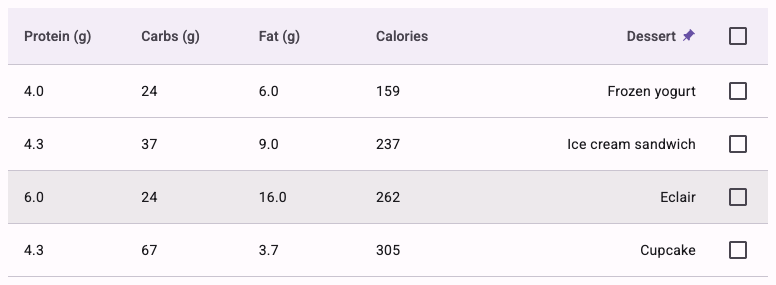 Protein (g) Carbs (g) Fat (g) Calories Dessert
4.0 24 6.0 159 Frozen yogurt
4.3 37 9.0 237 Ice cream sandwich
6.0 24 16.0 262 Eclair
4.3 67 3.7 305 Cupcake